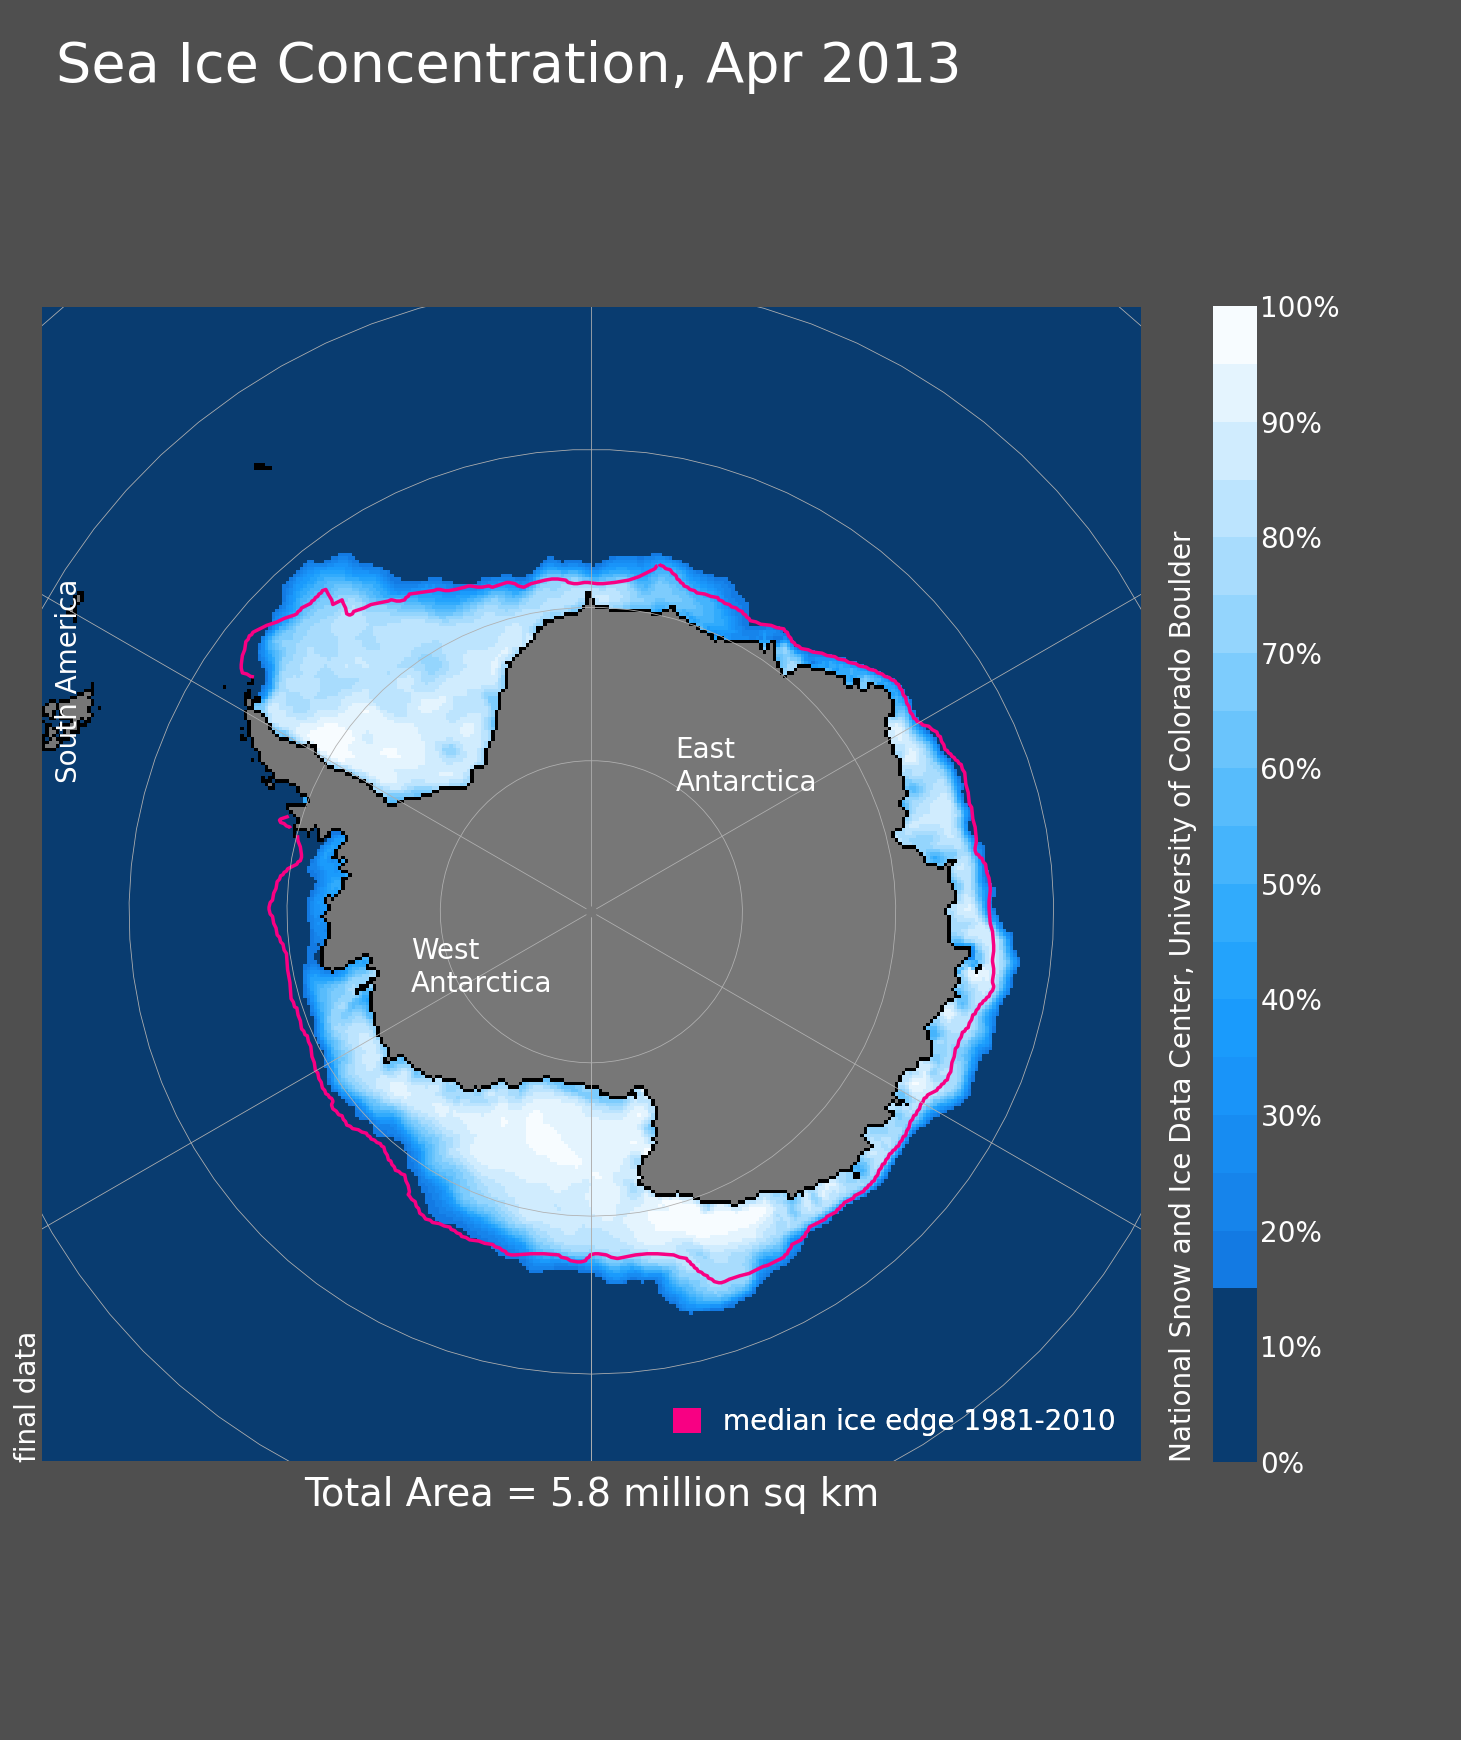 Sea Ice Concentration, Apr 2013
South America
East
Antarctica
West
Antarctica
median ice edge 1981-2010
final data
Total Area = 5.8 million sq km
National Snow and Ice Data Center, University of Colorado Boulder
100%
90%
80%
70%
60%
50%
40%
30%
20%
10%
0%